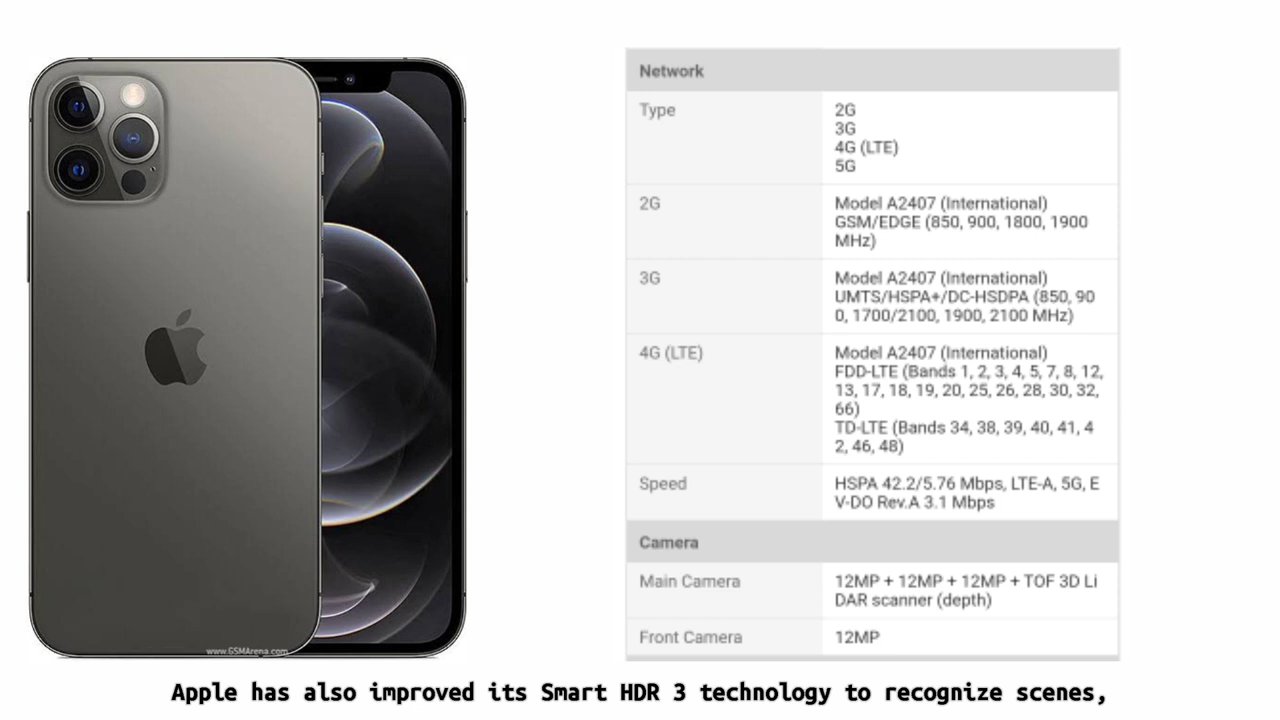 Network
Type
2G
3G
4G (LTE)
5G
2G
Model A2407 (International)
GSM/EDGE (850, 900, 1800, 1900
MHz)
3G
Model A2407 (International)
UMTS/HSPA+/DC-HSDPA (850, 90
0, 1700/2100, 1900, 2100 MHz)
4G (LTE)
Model A2407 (International)
FDD-LTE (Bands 1, 2, 3, 4, 5, 7, 8, 12,
13, 17, 18, 19, 20, 25, 26, 28, 30, 32,
66)
TD-LTE (Bands 34, 38, 39, 40, 41, 4
2, 46, 48)
Speed
HSPA 42.2/5.76 Mbps, LTE-A, 5G, E
V-DO Rev.A 3.1 Mbps
Camera
Main Camera
12MP + 12MP + 12MP + TOF 3D Li
DAR scanner (depth)
Front Camera
12MP
www.GSMArena.com
Apple has also improved its Smart HDR 3 technology to recognize scenes,